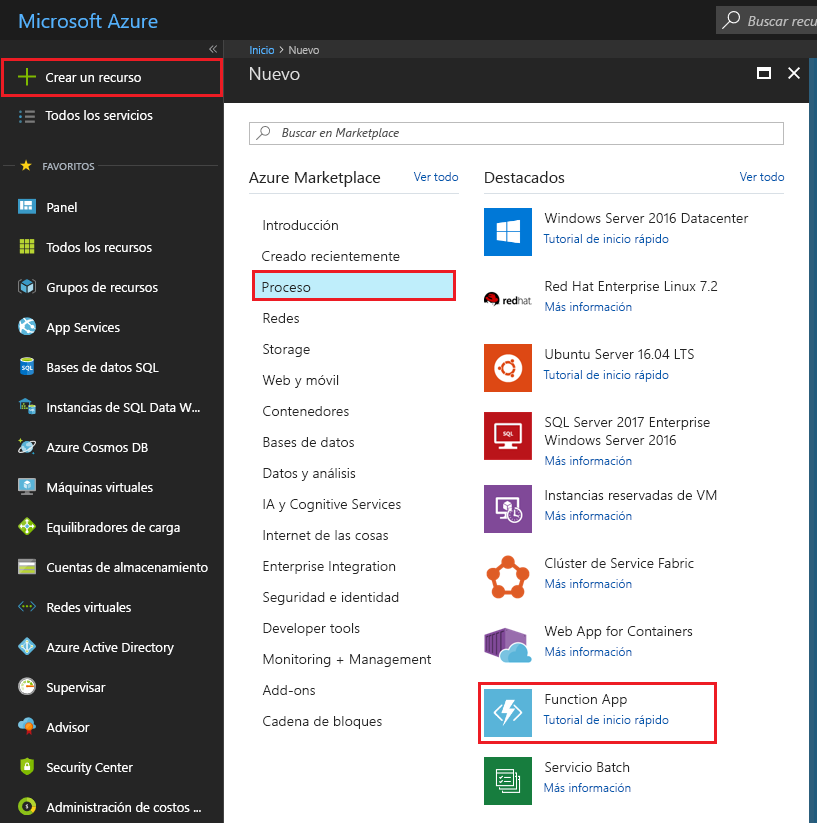 Microsoft Azure
Buscar recu
Crear un recurso
Todos los servicios
FAVORITOS
Panel
Todos los recursos
Grupos de recursos
App Services
Bases de datos SQL
Instancias de SQL Data W...
Azure Cosmos DB
Máquinas virtuales
Equilibradores de carga
Cuentas de almacenamiento
Redes virtuales
Azure Active Directory
Supervisar
Advisor
Security Center
Administración de costos ...
Inicio > Nuevo
Nuevo
Buscar en Marketplace
Azure Marketplace Ver todo
Introducción
Creado recientemente
Proceso
Redes
Storage
Web y móvil
Contenedores
Bases de datos
Datos y análisis
IA y Cognitive Services
Internet de las cosas
Enterprise Integration
Seguridad e identidad
Developer tools
Monitoring + Management
Add-ons
Cadena de bloques
Destacados Ver todo
Windows Server 2016 Datacenter
Tutorial de inicio rápido
redhat
Red Hat Enterprise Linux 7.2
Más información
Ubuntu Server 16.04 LTS
Tutorial de inicio rápido
SQL
SQL Server 2017 Enterprise
Windows Server 2016
Más información
Instancias reservadas de VM
Más información
Clúster de Service Fabric
Más información
Web App for Containers
Más información
Function App
Tutorial de inicio rápido
Servicio Batch
Más información